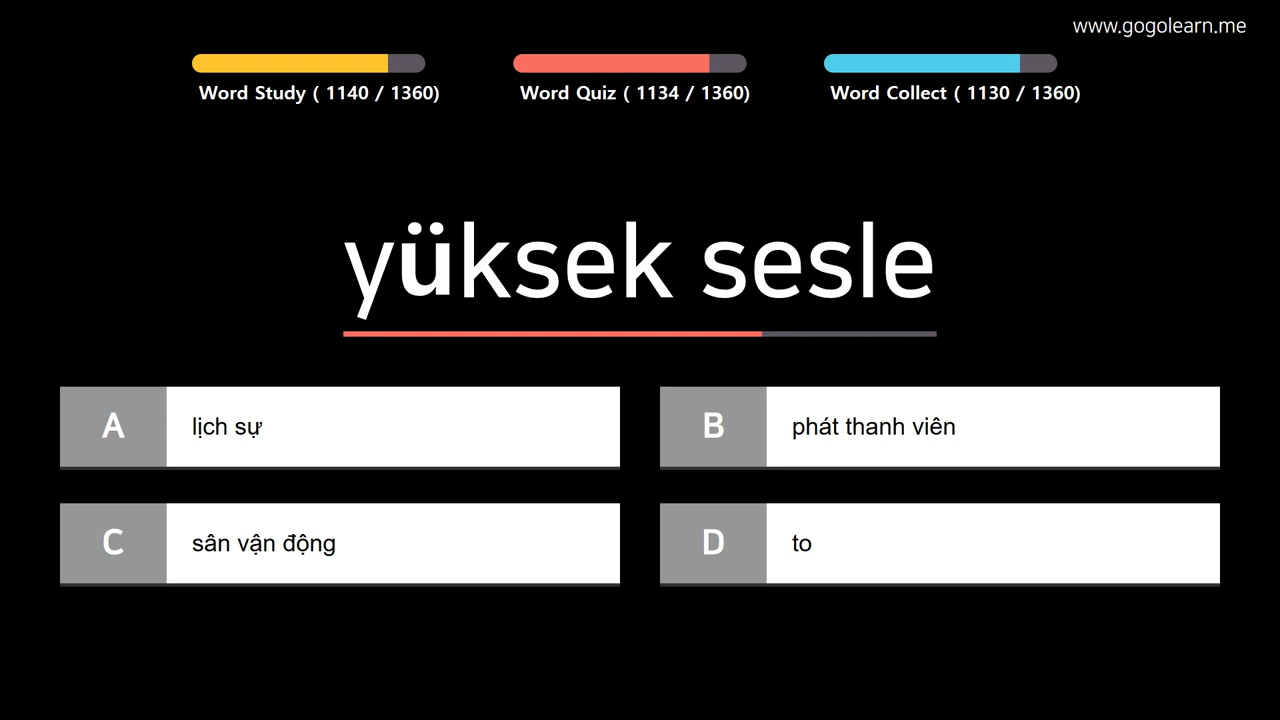 www.gogolearn.me
Word Study ( 1140 / 1360)
Word Quiz ( 1134 / 1360)
Word Collect ( 1130 / 1360)
yüksek sesle
A lịch sự
B phát thanh viên
C sân vận động
D to